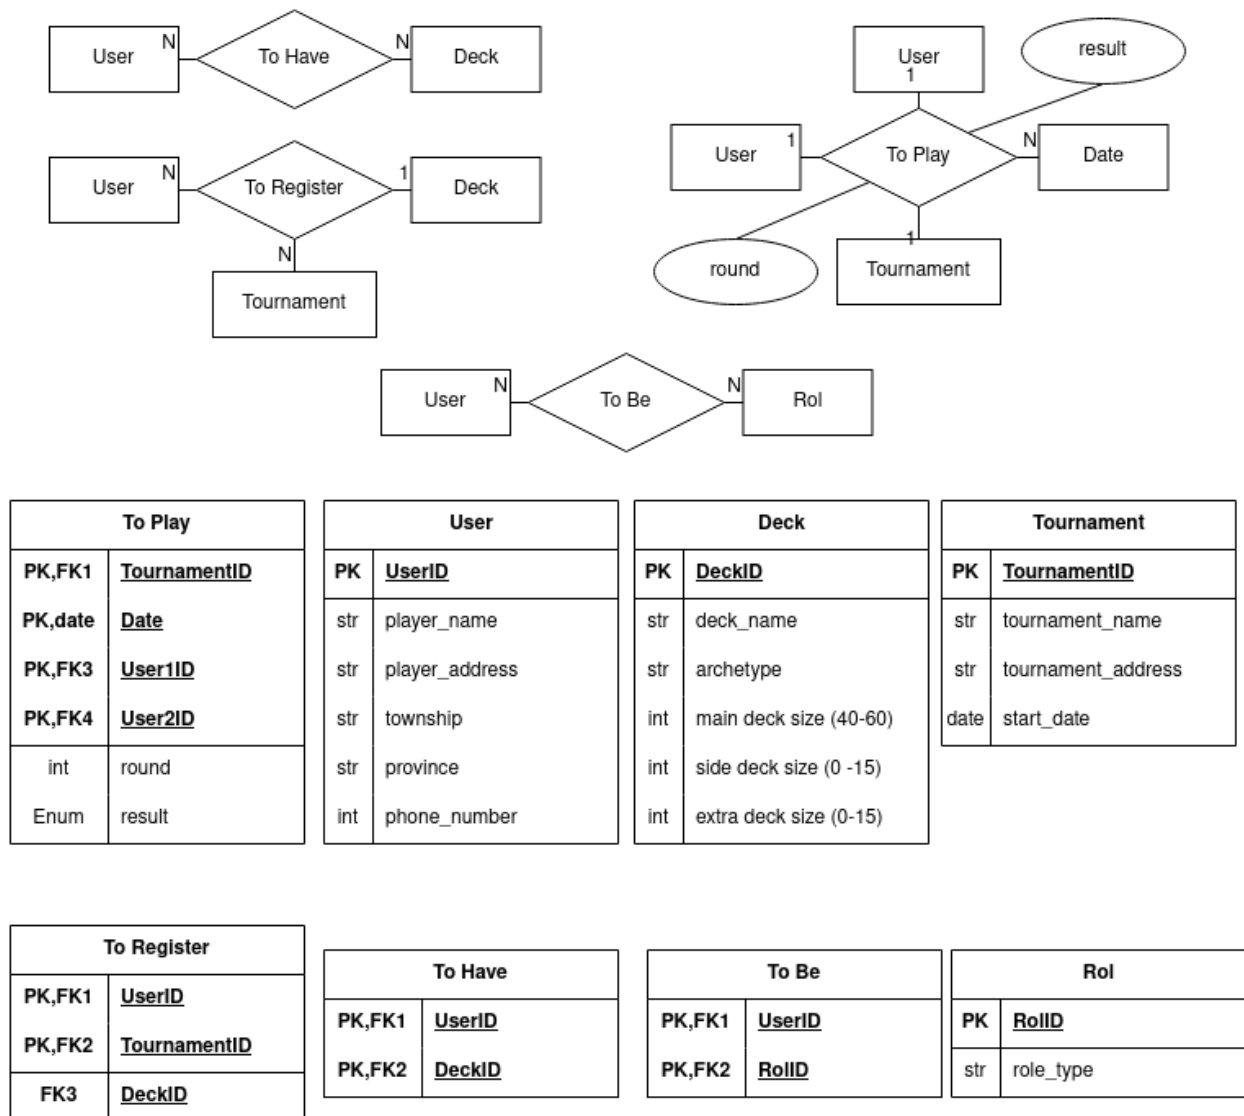 User N To Have N Deck
User N To Register 1 Deck
N
Tournament
User
1
result
User 1 To Play N Date
round
1
Tournament
User N To Be N Rol
To Play
PK,FK1 TournamentID
PK,date Date
PK,FK3 User1ID
PK,FK4 User2ID
int round
Enum result
User
PK UserID
str player_name
str player_address
str township
str province
int phone_number
Deck
PK DeckID
str deck_name
str archetype
int main deck size (40-60)
int side deck size (0 -15)
int extra deck size (0-15)
Tournament
PK TournamentID
str tournament_name
str tournament_address
date start_date
To Register
PK,FK1 UserID
PK,FK2 TournamentID
FK3 DeckID
To Have
PK,FK1 UserID
PK,FK2 DeckID
To Be
PK,FK1 UserID
PK,FK2 RollID
Rol
PK RollID
str role_type